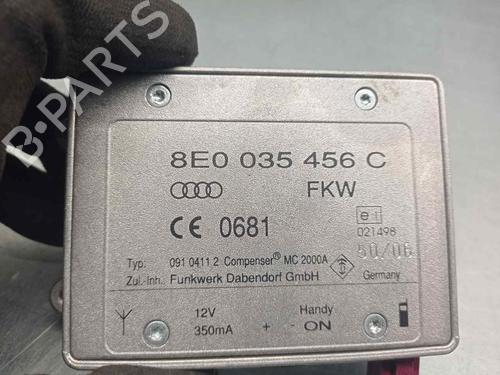 B-PARTS
8E0 035 456 C
FKW
CE 0681
e1
021498
50/06
Typ: 091 0411 2 Compenser® MC 2000A
Zul.-Inh. Funkwerk Dabendorf GmbH Germany
12V Handy
350mA + - ON